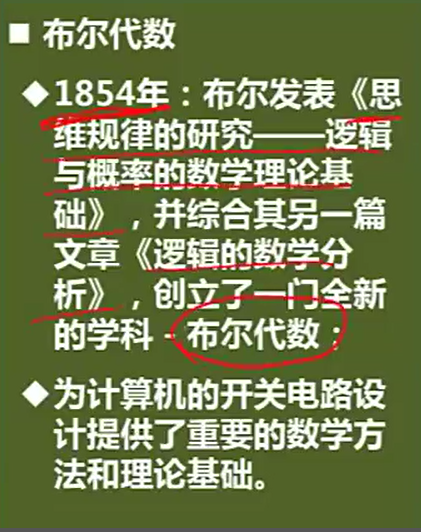 ■ 布尔代数
◆1854年：布尔发表《思
维规律的研究——逻辑
与概率的数学理论基
础》，并综合其另一篇
文章《逻辑的数学分
析》，创立了一门全新
的学科－布尔代数；
◆为计算机的开关电路设
计提供了重要的数学方
法和理论基础。